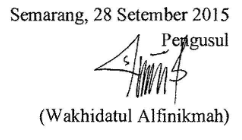 Semarang, 28 Setember 2015
Pengusul
(Wakhidatul Alfinikmah)